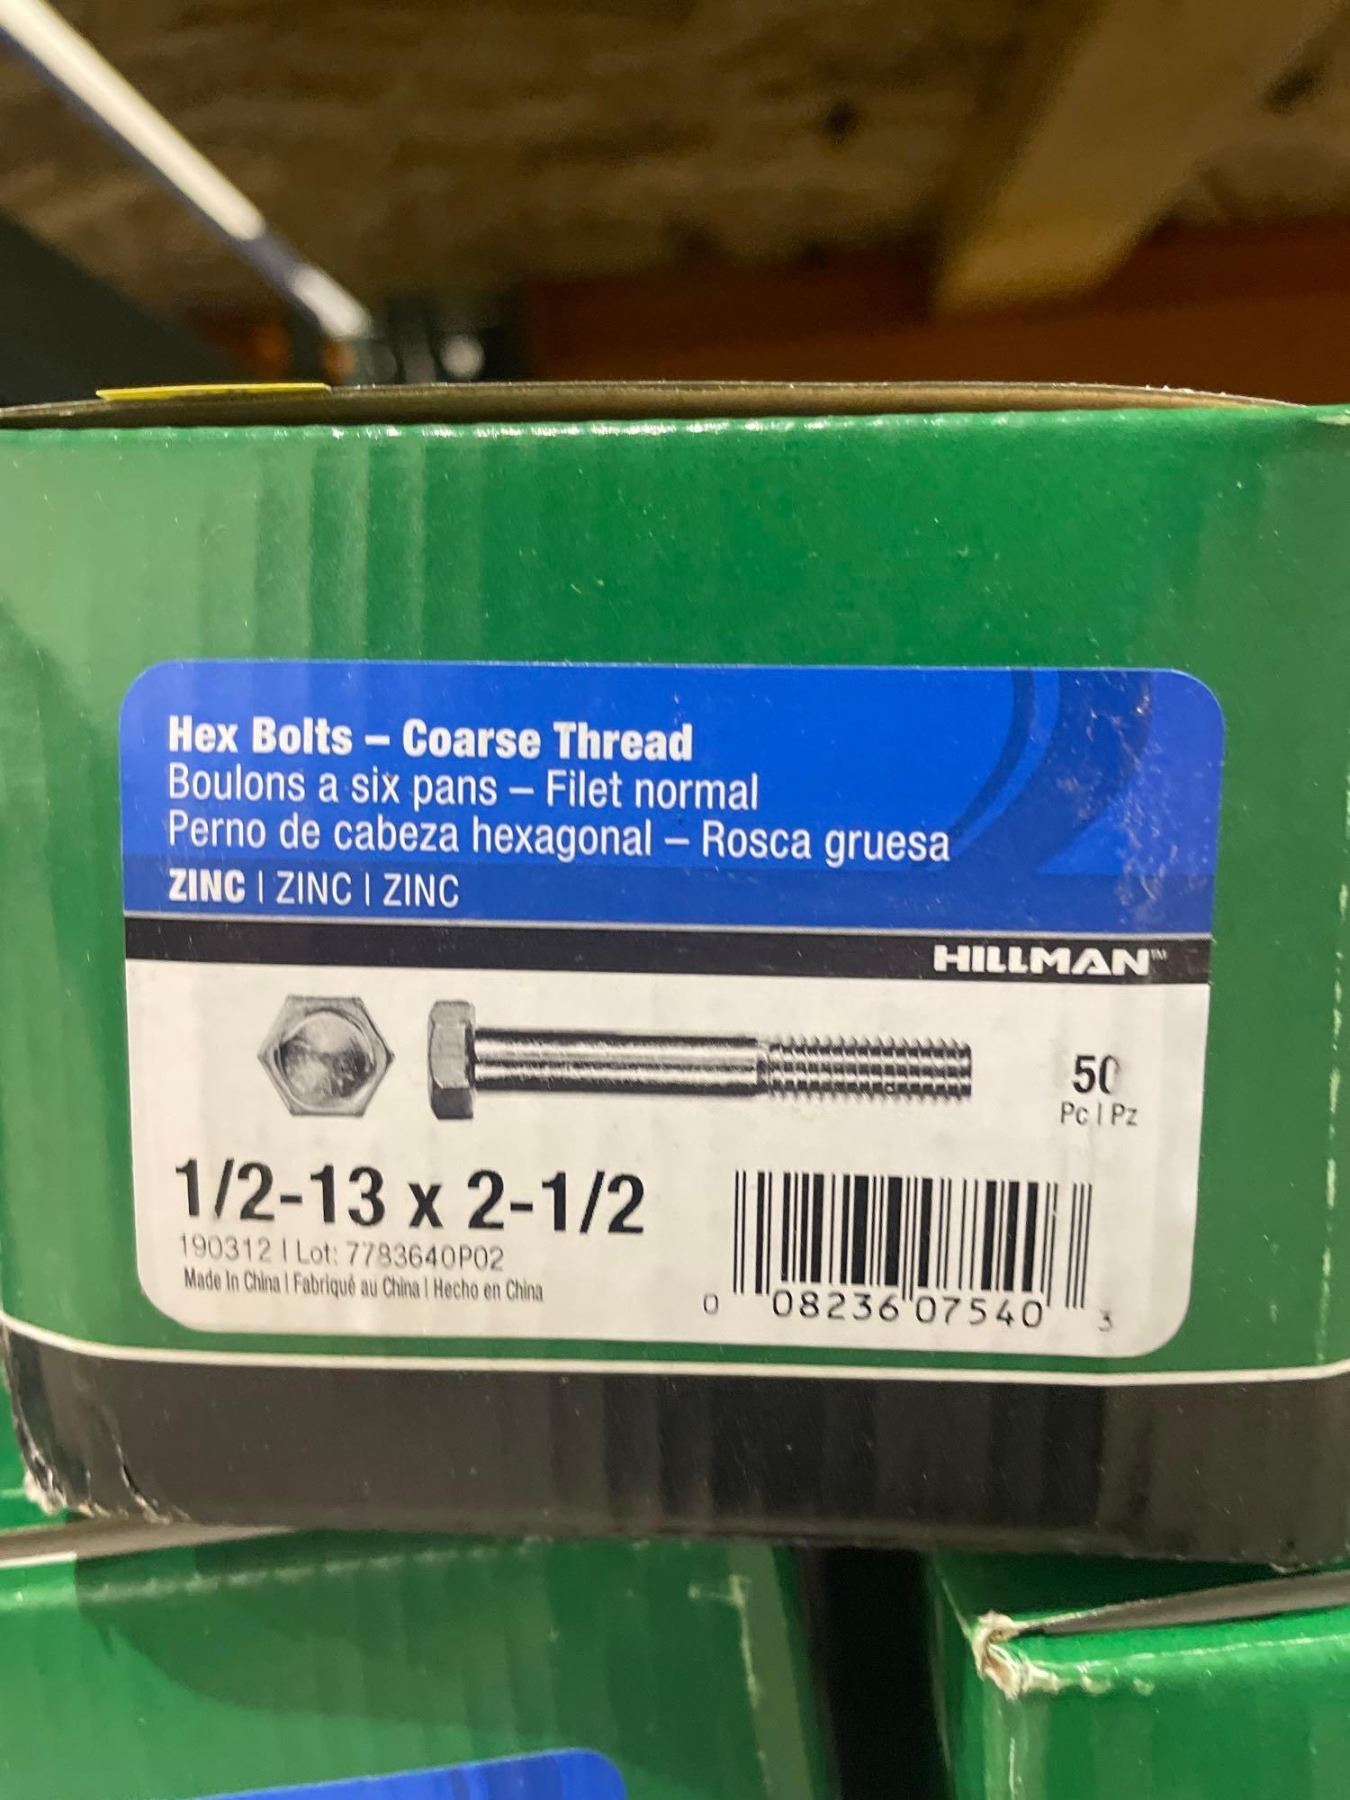 Hex Bolts – Coarse Thread
Boulons a six pans – Filet normal
Perno de cabeza hexagonal – Rosca gruesa
ZINC | ZINC | ZINC
HILLMAN™
50
Pc | Pz
1/2-13 x 2-1/2
190312 | Lot: 7783640P02
Made In China | Fabriqué au China | Hecho en China
0 08236 07540 3